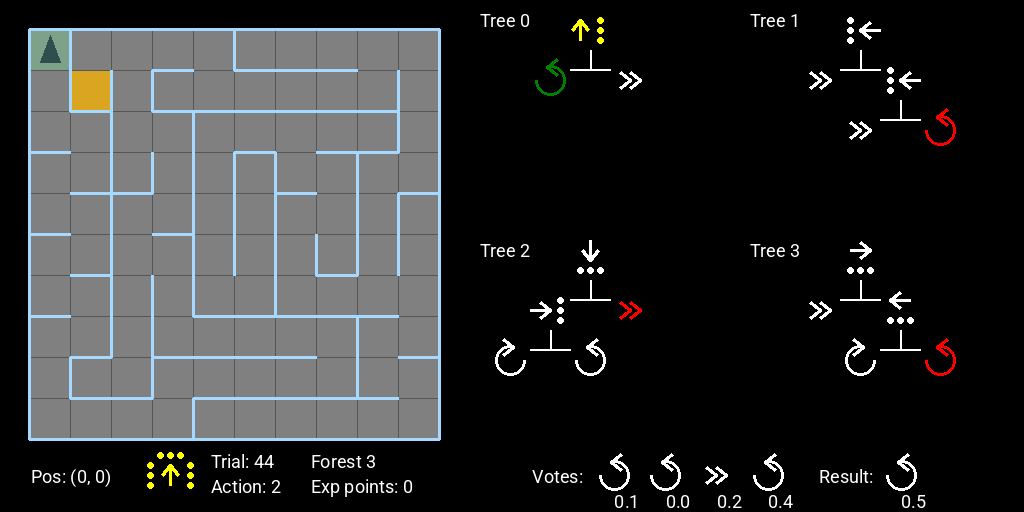 Tree 0
Tree 1
Tree 2
Tree 3
Pos: (0, 0)
Trial: 44
Forest 3
Action: 2
Exp points: 0
Votes:
0.1
0.0
0.2
0.4
Result:
0.5